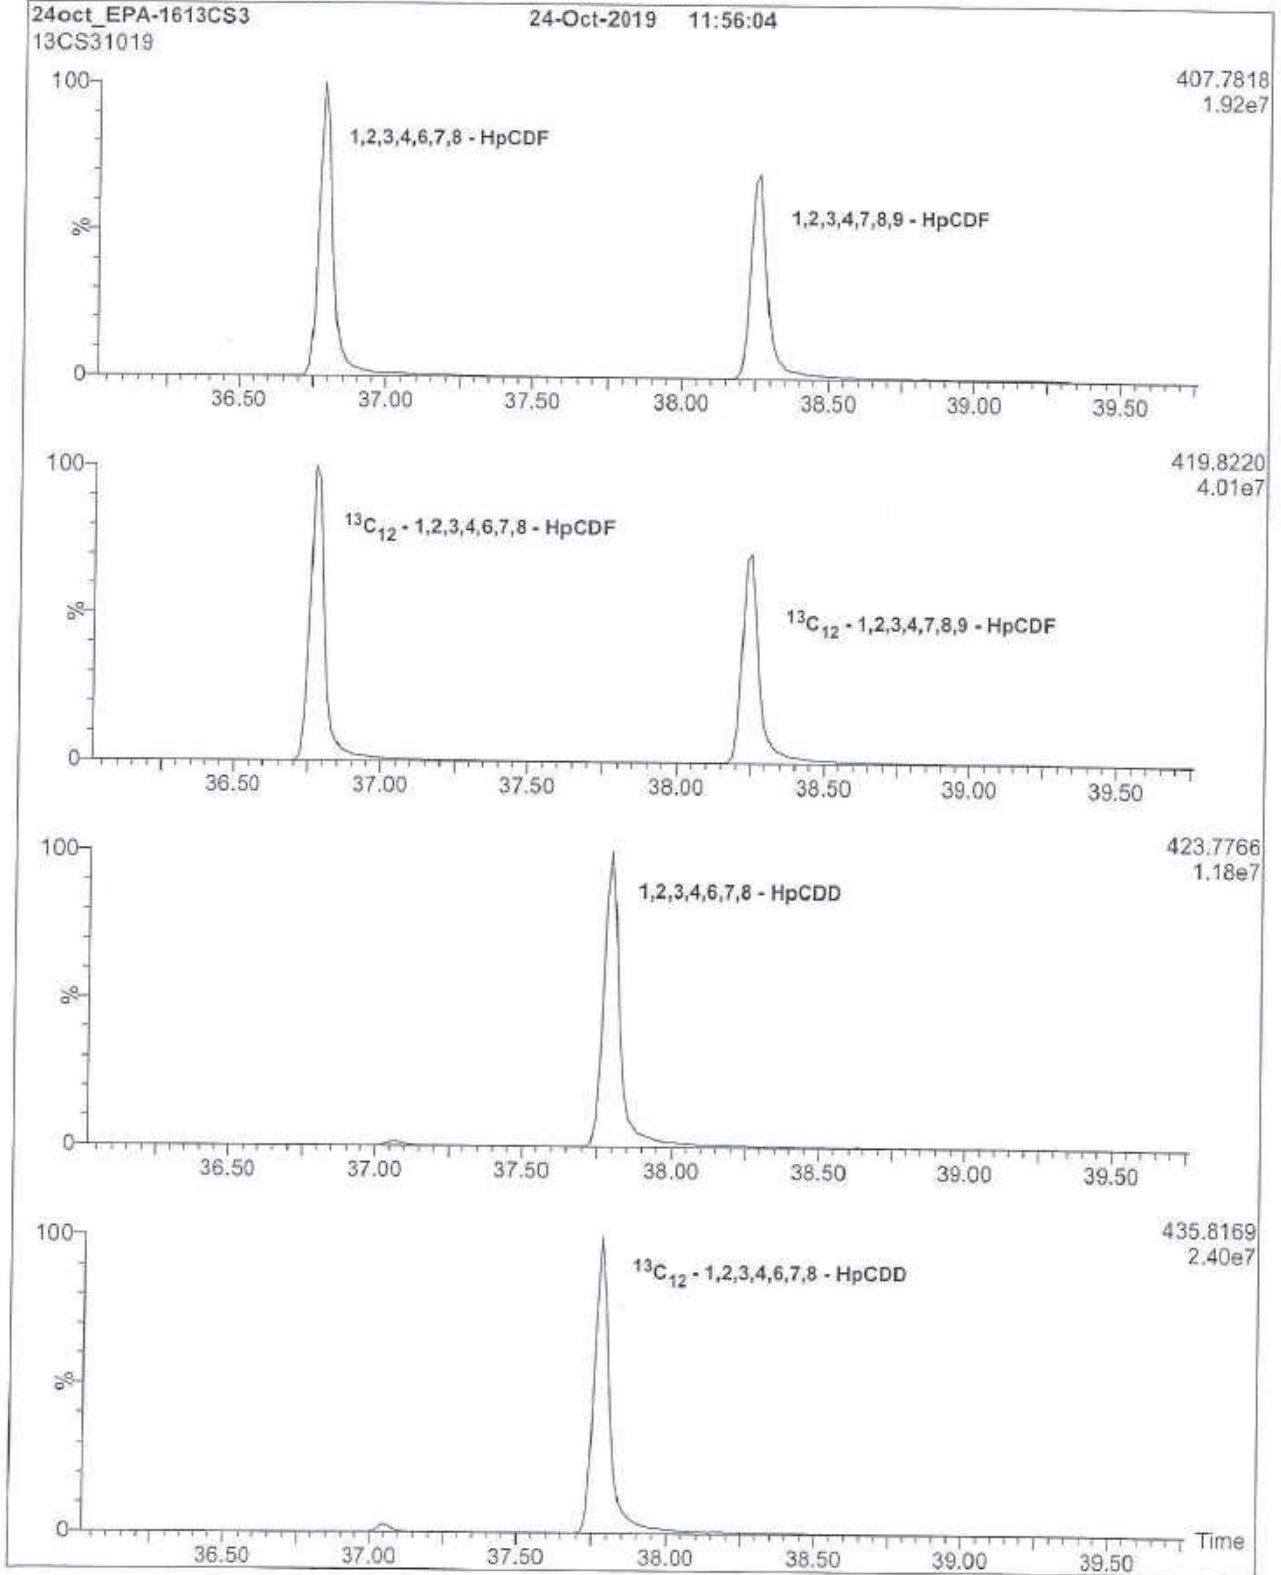 24oct_EPA-1613CS3 24-Oct-2019 11:56:04
13CS31019
407.7818
1.92e7
100
1,2,3,4,6,7,8 - HpCDF
1,2,3,4,7,8,9 - HpCDF
%
0
36.50 37.00 37.50 38.00 38.50 39.00 39.50
419.8220
4.01e7
100
13C12 - 1,2,3,4,6,7,8 - HpCDF
13C12 - 1,2,3,4,7,8,9 - HpCDF
%
0
36.50 37.00 37.50 38.00 38.50 39.00 39.50
423.7766
1.18e7
100
1,2,3,4,6,7,8 - HpCDD
%
0
36.50 37.00 37.50 38.00 38.50 39.00 39.50
435.8169
2.40e7
100
13C12 - 1,2,3,4,6,7,8 - HpCDD
%
0
Time
36.50 37.00 37.50 38.00 38.50 39.00 39.50